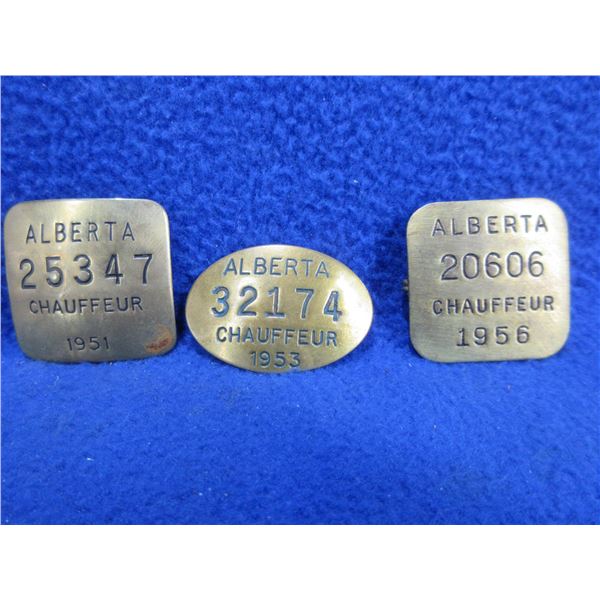 ALBERTA
25347
CHAUFFEUR
1951
ALBERTA
32174
CHAUFFEUR
1953
ALBERTA
20606
CHAUFFEUR
1956